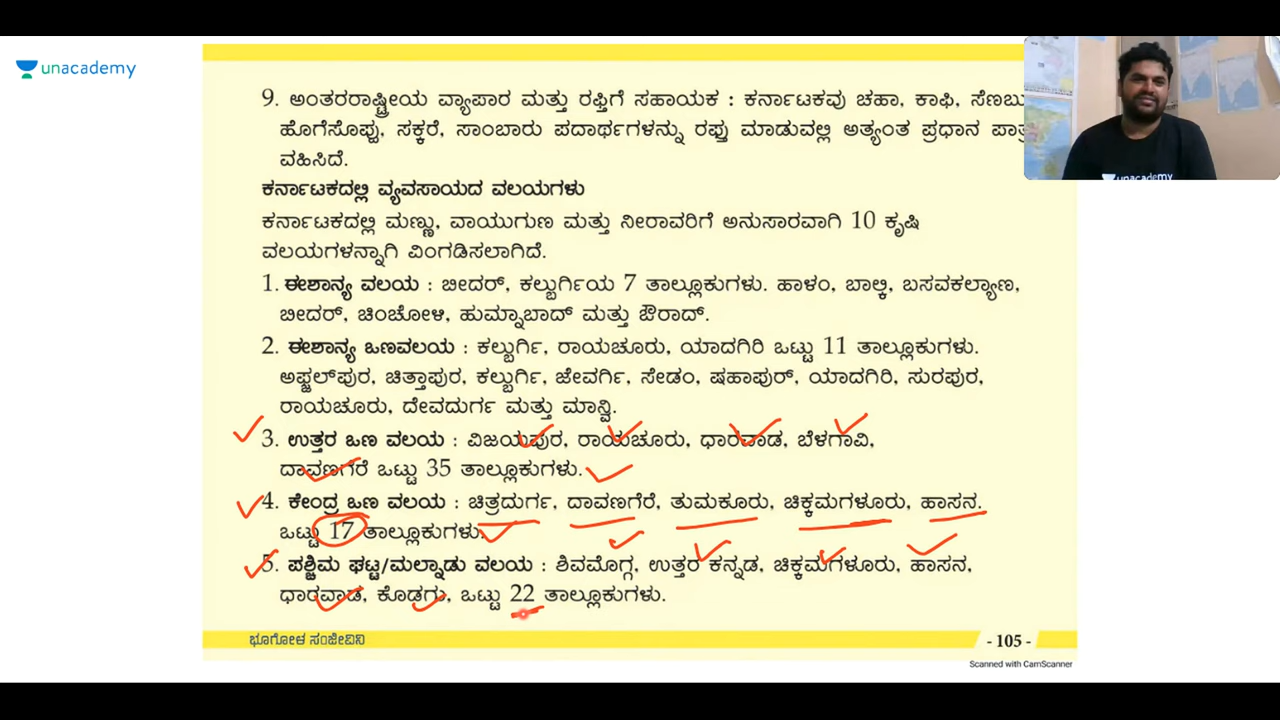 unacademy
9. ಅಂತರರಾಷ್ಟ್ರೀಯ ವ್ಯಾಪಾರ ಮತ್ತು ರಫ್ತಿಗೆ ಸಹಾಯಕ : ಕರ್ನಾಟಕವು ಚಹಾ, ಕಾಫಿ, ಸೆಣಬು
ಹೊಗೆಸೊಪ್ಪು, ಸಕ್ಕರೆ, ಸಾಂಬಾರು ಪದಾರ್ಥಗಳನ್ನು ರಫ್ತು ಮಾಡುವಲ್ಲಿ ಅತ್ಯಂತ ಪ್ರಧಾನ
ವಹಿಸಿದೆ.
ಕರ್ನಾಟಕದಲ್ಲಿ ವ್ಯವಸಾಯದ ವಲಯಗಳು
ಕರ್ನಾಟಕದಲ್ಲಿ ಮಣ್ಣು, ವಾಯುಗುಣ ಮತ್ತು ನೀರಾವರಿಗೆ ಅನುಸಾರವಾಗಿ 10 ಕೃಷಿ
ವಲಯಗಳನ್ನಾಗಿ ವಿಂಗಡಿಸಲಾಗಿದೆ.
1. ಈಶಾನ್ಯ ವಲಯ : ಬೀದರ್, ಕಲ್ಬುರ್ಗಿಯ 7 ತಾಲ್ಲೂಕುಗಳು. ಹಾಳಂ, ಬಾಲ್ಕಿ, ಬಸವಕಲ್ಯಾಣ,
ಬೀದರ್, ಚಿಂಚೋಳಿ, ಹುಮ್ನಾಬಾದ್ ಮತ್ತು ಔರಾದ್.
2. ಈಶಾನ್ಯ ಒಣವಲಯ : ಕಲ್ಬುರ್ಗಿ, ರಾಯಚೂರು, ಯಾದಗಿರಿ ಒಟ್ಟು 11 ತಾಲ್ಲೂಕುಗಳು.
ಅಫ್ಜಲ್‌ಪುರ, ಚಿತ್ತಾಪುರ, ಕಲ್ಬುರ್ಗಿ, ಜೇವರ್ಗಿ, ಸೇಡಂ, ಷಹಾಪುರ್, ಯಾದಗಿರಿ, ಸುರಪುರ,
ರಾಯಚೂರು, ದೇವದುರ್ಗ ಮತ್ತು ಮಾನ್ವಿ.
3. ಉತ್ತರ ಒಣ ವಲಯ : ವಿಜಯಪುರ, ರಾಯಚೂರು, ಧಾರವಾಡ, ಬೆಳಗಾವಿ,
ದಾವಣಗೆರೆ ಒಟ್ಟು 35 ತಾಲ್ಲೂಕುಗಳು.
4. ಕೇಂದ್ರ ಒಣ ವಲಯ : ಚಿತ್ರದುರ್ಗ, ದಾವಣಗೆರೆ, ತುಮಕೂರು, ಚಿಕ್ಕಮಗಳೂರು, ಹಾಸನ.
ಒಟ್ಟು 17 ತಾಲ್ಲೂಕುಗಳು.
5. ಪಶ್ಚಿಮ ಘಟ್ಟ/ಮಲ್ನಾಡು ವಲಯ : ಶಿವಮೊಗ್ಗ, ಉತ್ತರ ಕನ್ನಡ, ಚಿಕ್ಕಮಗಳೂರು, ಹಾಸನ,
ಧಾರವಾಡ, ಕೊಡಗು, ಒಟ್ಟು 22 ತಾಲ್ಲೂಕುಗಳು.
ಭೂಗೋಳ ಸಂಜೀವಿನಿ
- 105 -
Scanned with CamScanner
unacademy